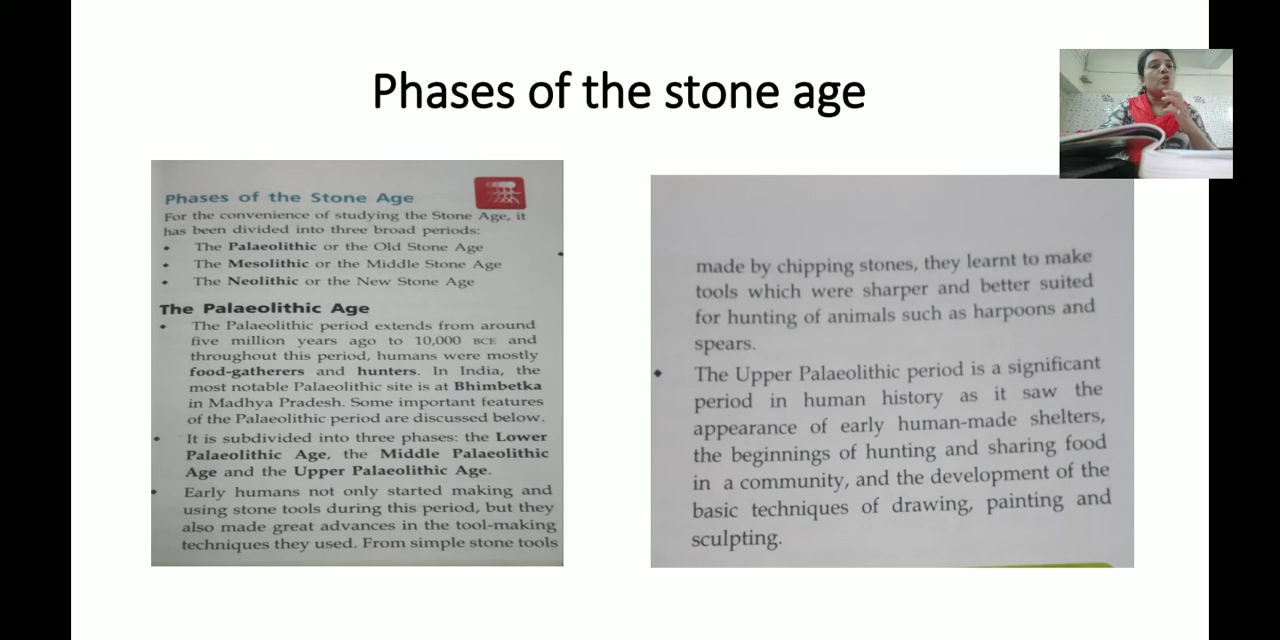 Phases of the stone age
Phases of the Stone Age
For the convenience of studying the Stone Age, it
has been divided into three broad periods:
• The Palaeolithic or the Old Stone Age
• The Mesolithic or the Middle Stone Age
• The Neolithic or the New Stone Age
The Palaeolithic Age
• The Palaeolithic period extends from around
five million years ago to 10,000 BCE and
throughout this period, humans were mostly
food-gatherers and hunters. In India, the
most notable Palaeolithic site is at Bhimbetka
in Madhya Pradesh. Some important features
of the Palaeolithic period are discussed below.
• It is subdivided into three phases: the Lower
Palaeolithic Age, the Middle Palaeolithic
Age and the Upper Palaeolithic Age.
• Early humans not only started making and
using stone tools during this period, but they
also made great advances in the tool-making
techniques they used. From simple stone tools
made by chipping stones, they learnt to make
tools which were sharper and better suited
for hunting of animals such as harpoons and
spears.
• The Upper Palaeolithic period is a significant
period in human history as it saw the
appearance of early human-made shelters,
the beginnings of hunting and sharing food
in a community, and the development of the
basic techniques of drawing, painting and
sculpting.